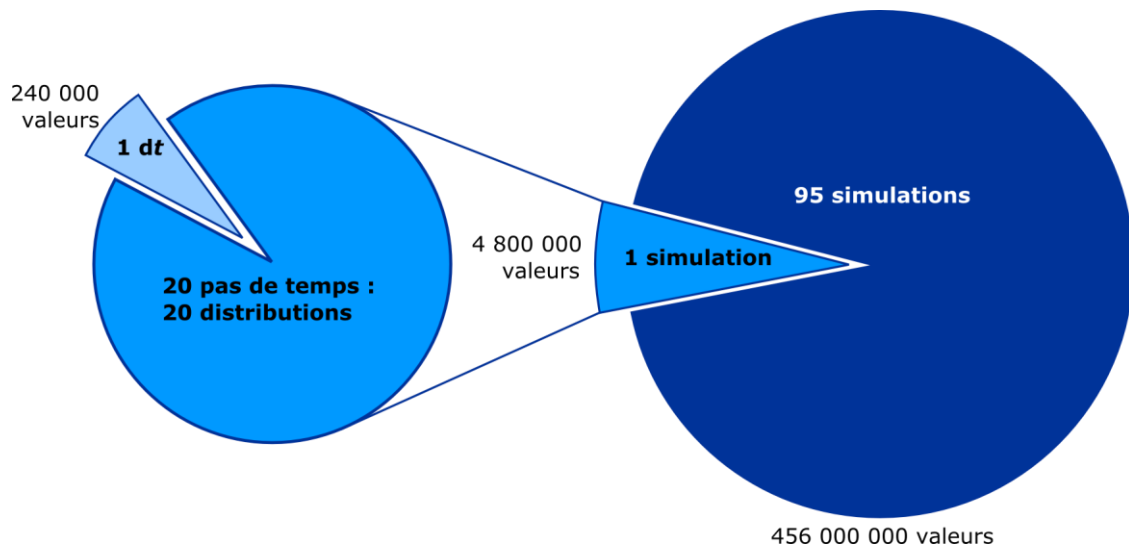 240 000
valeurs
1 dt
20 pas de temps :
20 distributions
4 800 000
valeurs
1 simulation
95 simulations
456 000 000 valeurs